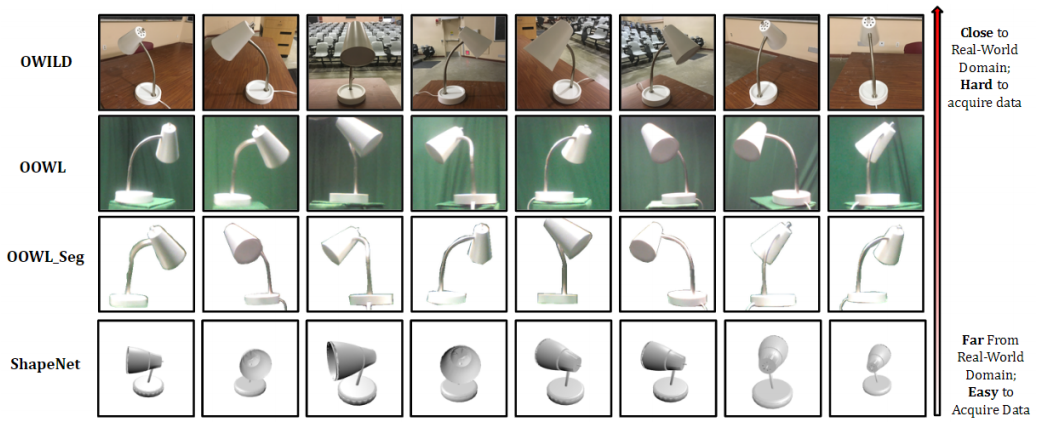 OWILD
OOWL
OOWL_Seg
ShapeNet
Close to
Real-World
Domain;
Hard to
acquire data
Far From
Real-World
Domain;
Easy to
Acquire Data